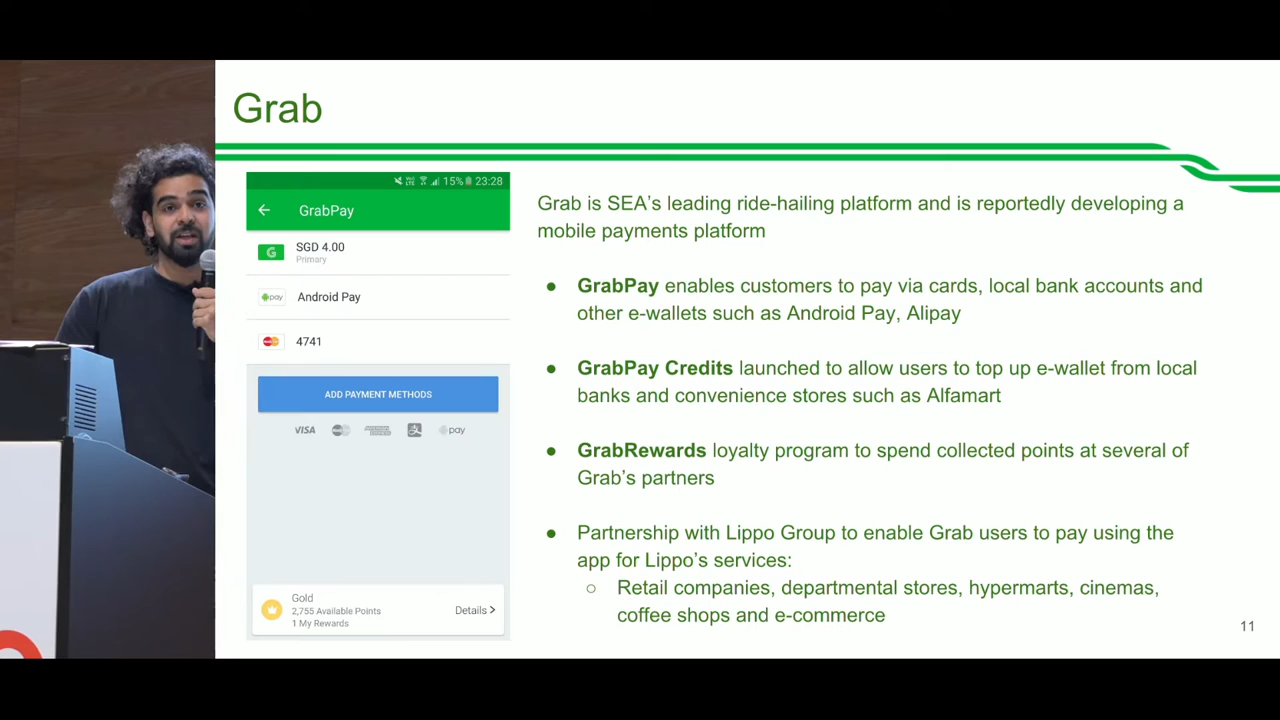 Grab
15% 23:28
GrabPay
SGD 4.00
Primary
Android Pay
4741
ADD PAYMENT METHODS
VISA
pay
Gold
2,755 Available Points
1 My Rewards
Details >
Grab is SEA's leading ride-hailing platform and is reportedly developing a
mobile payments platform
● GrabPay enables customers to pay via cards, local bank accounts and
other e-wallets such as Android Pay, Alipay
● GrabPay Credits launched to allow users to top up e-wallet from local
banks and convenience stores such as Alfamart
● GrabRewards loyalty program to spend collected points at several of
Grab's partners
● Partnership with Lippo Group to enable Grab users to pay using the
app for Lippo's services:
○ Retail companies, departmental stores, hypermarts, cinemas,
coffee shops and e-commerce
11